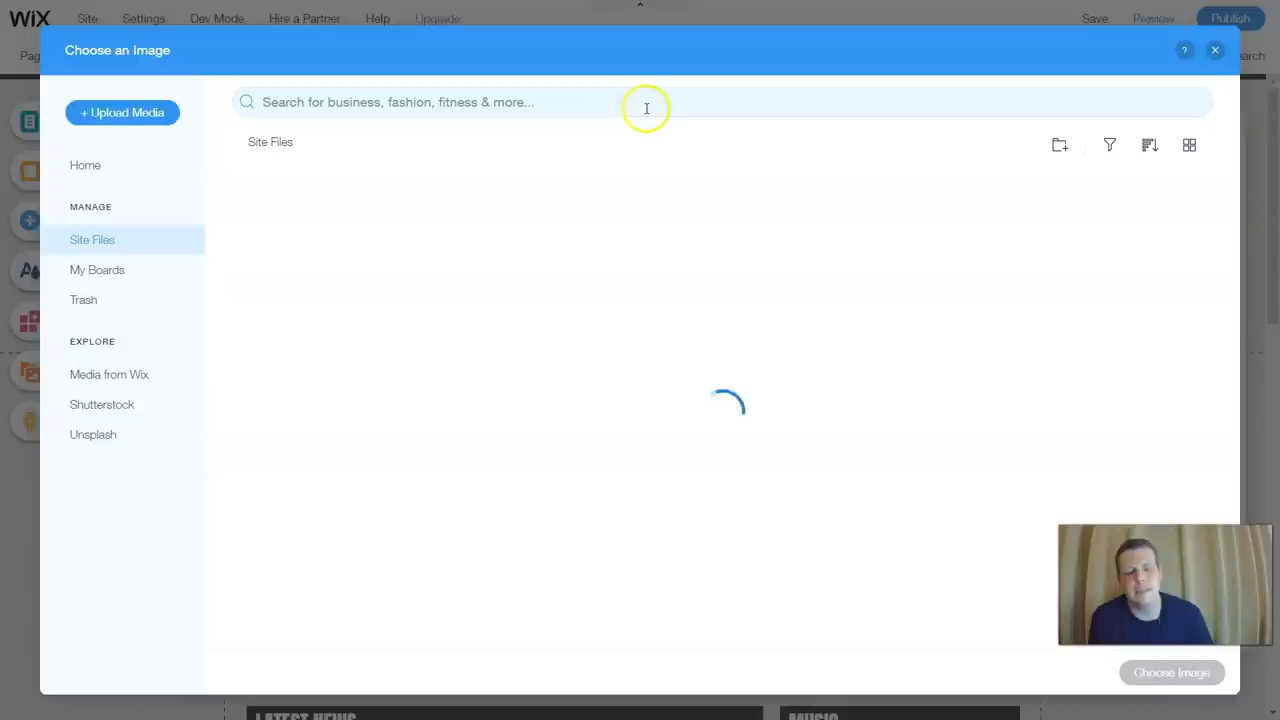 WiX Site Settings Dev Mode Hire a Partner Help Upgrade Save Preview Publish
Choose an Image ?
+ Upload Media
Search for business, fashion, fitness & more...
Site Files
Home
MANAGE
Site Files
My Boards
Trash
EXPLORE
Media from Wix
Shutterstock
Unsplash
Choose Image
LATEST NEWS MUSIC